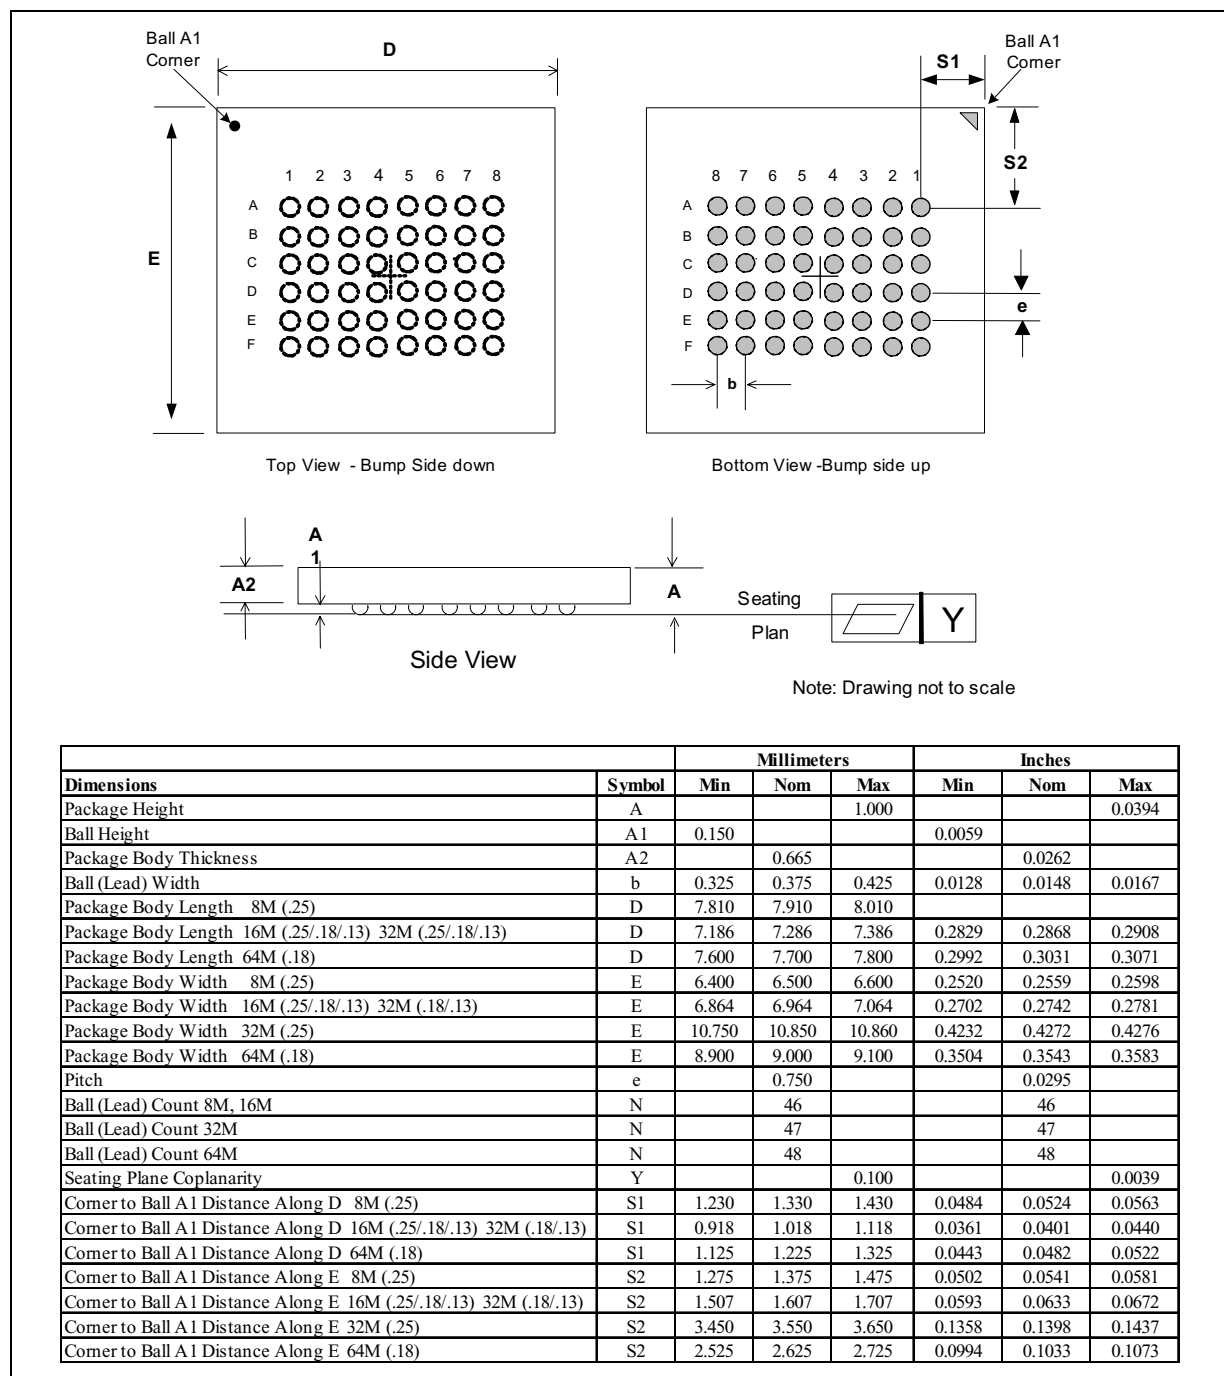 Ball A1
Corner
D
E
1 2 3 4 5 6 7 8
A
B
C
D
E
F
Top View - Bump Side down
Ball A1
Corner
S1
S2
8 7 6 5 4 3 2 1
A
B
C
D
E
F
e
b
Bottom View -Bump side up
A
1
A2
A
Seating
Plan
Y
Side View
Note: Drawing not to scale
Millimeters Inches
Dimensions Symbol Min Nom Max Min Nom Max
Package Height A 1.000 0.0394
Ball Height A1 0.150 0.0059
Package Body Thickness A2 0.665 0.0262
Ball (Lead) Width b 0.325 0.375 0.425 0.0128 0.0148 0.0167
Package Body Length 8M (.25) D 7.810 7.910 8.010
Package Body Length 16M (.25/.18/.13) 32M (.25/.18/.13) D 7.186 7.286 7.386 0.2829 0.2868 0.2908
Package Body Length 64M (.18) D 7.600 7.700 7.800 0.2992 0.3031 0.3071
Package Body Width 8M (.25) E 6.400 6.500 6.600 0.2520 0.2559 0.2598
Package Body Width 16M (.25/.18/.13) 32M (.18/.13) E 6.864 6.964 7.064 0.2702 0.2742 0.2781
Package Body Width 32M (.25) E 10.750 10.850 10.860 0.4232 0.4272 0.4276
Package Body Width 64M (.18) E 8.900 9.000 9.100 0.3504 0.3543 0.3583
Pitch e 0.750 0.0295
Ball (Lead) Count 8M, 16M N 46 46
Ball (Lead) Count 32M N 47 47
Ball (Lead) Count 64M N 48 48
Seating Plane Coplanarity Y 0.100 0.0039
Corner to Ball A1 Distance Along D 8M (.25) S1 1.230 1.330 1.430 0.0484 0.0524 0.0563
Corner to Ball A1 Distance Along D 16M (.25/.18/.13) 32M (.18/.13) S1 0.918 1.018 1.118 0.0361 0.0401 0.0440
Corner to Ball A1 Distance Along D 64M (.18) S1 1.125 1.225 1.325 0.0443 0.0482 0.0522
Corner to Ball A1 Distance Along E 8M (.25) S2 1.275 1.375 1.475 0.0502 0.0541 0.0581
Corner to Ball A1 Distance Along E 16M (.25/.18/.13) 32M (.18/.13) S2 1.507 1.607 1.707 0.0593 0.0633 0.0672
Corner to Ball A1 Distance Along E 32M (.25) S2 3.450 3.550 3.650 0.1358 0.1398 0.1437
Corner to Ball A1 Distance Along E 64M (.18) S2 2.525 2.625 2.725 0.0994 0.1033 0.1073